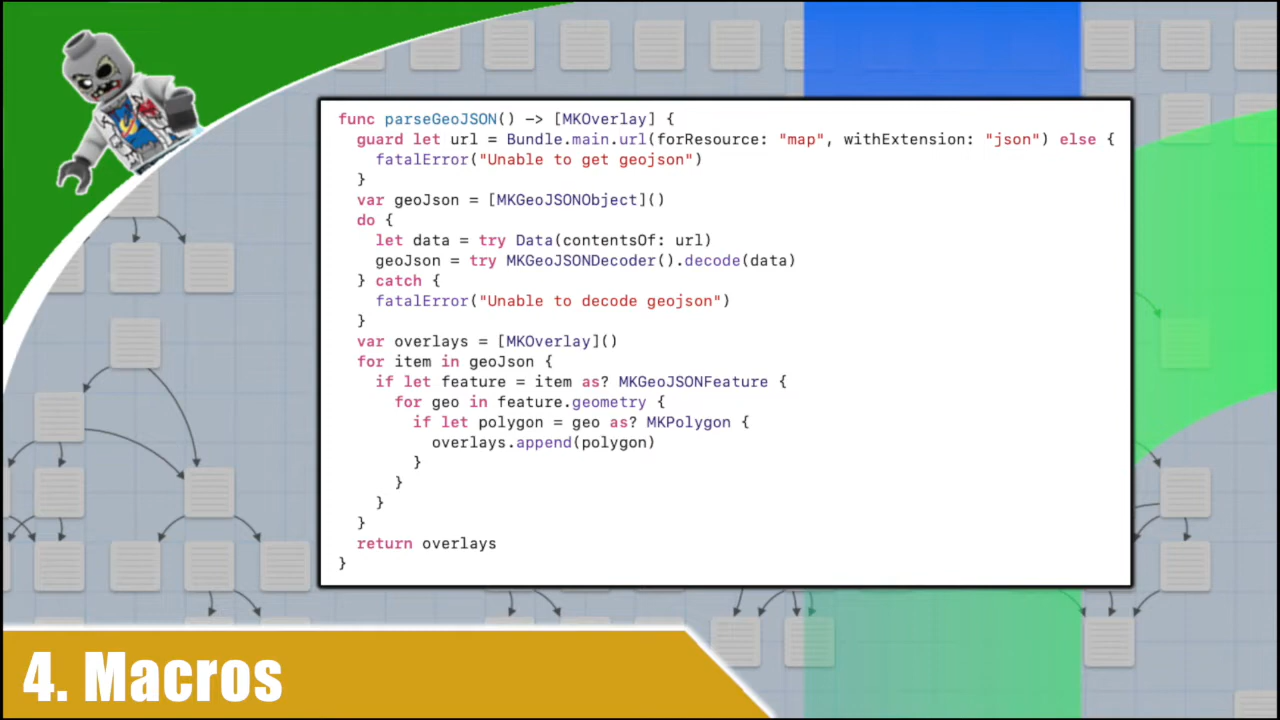 func parseGeoJSON() -> [MKOverlay] {
  guard let url = Bundle.main.url(forResource: "map", withExtension: "json") else {
    fatalError("Unable to get geojson")
  }
  var geoJson = [MKGeoJSONObject]()
  do {
    let data = try Data(contentsOf: url)
    geoJson = try MKGeoJSONDecoder().decode(data)
  } catch {
    fatalError("Unable to decode geojson")
  }
  var overlays = [MKOverlay]()
  for item in geoJson {
    if let feature = item as? MKGeoJSONFeature {
      for geo in feature.geometry {
        if let polygon = geo as? MKPolygon {
          overlays.append(polygon)
        }
      }
    }
  }
  return overlays
}
4. Macros